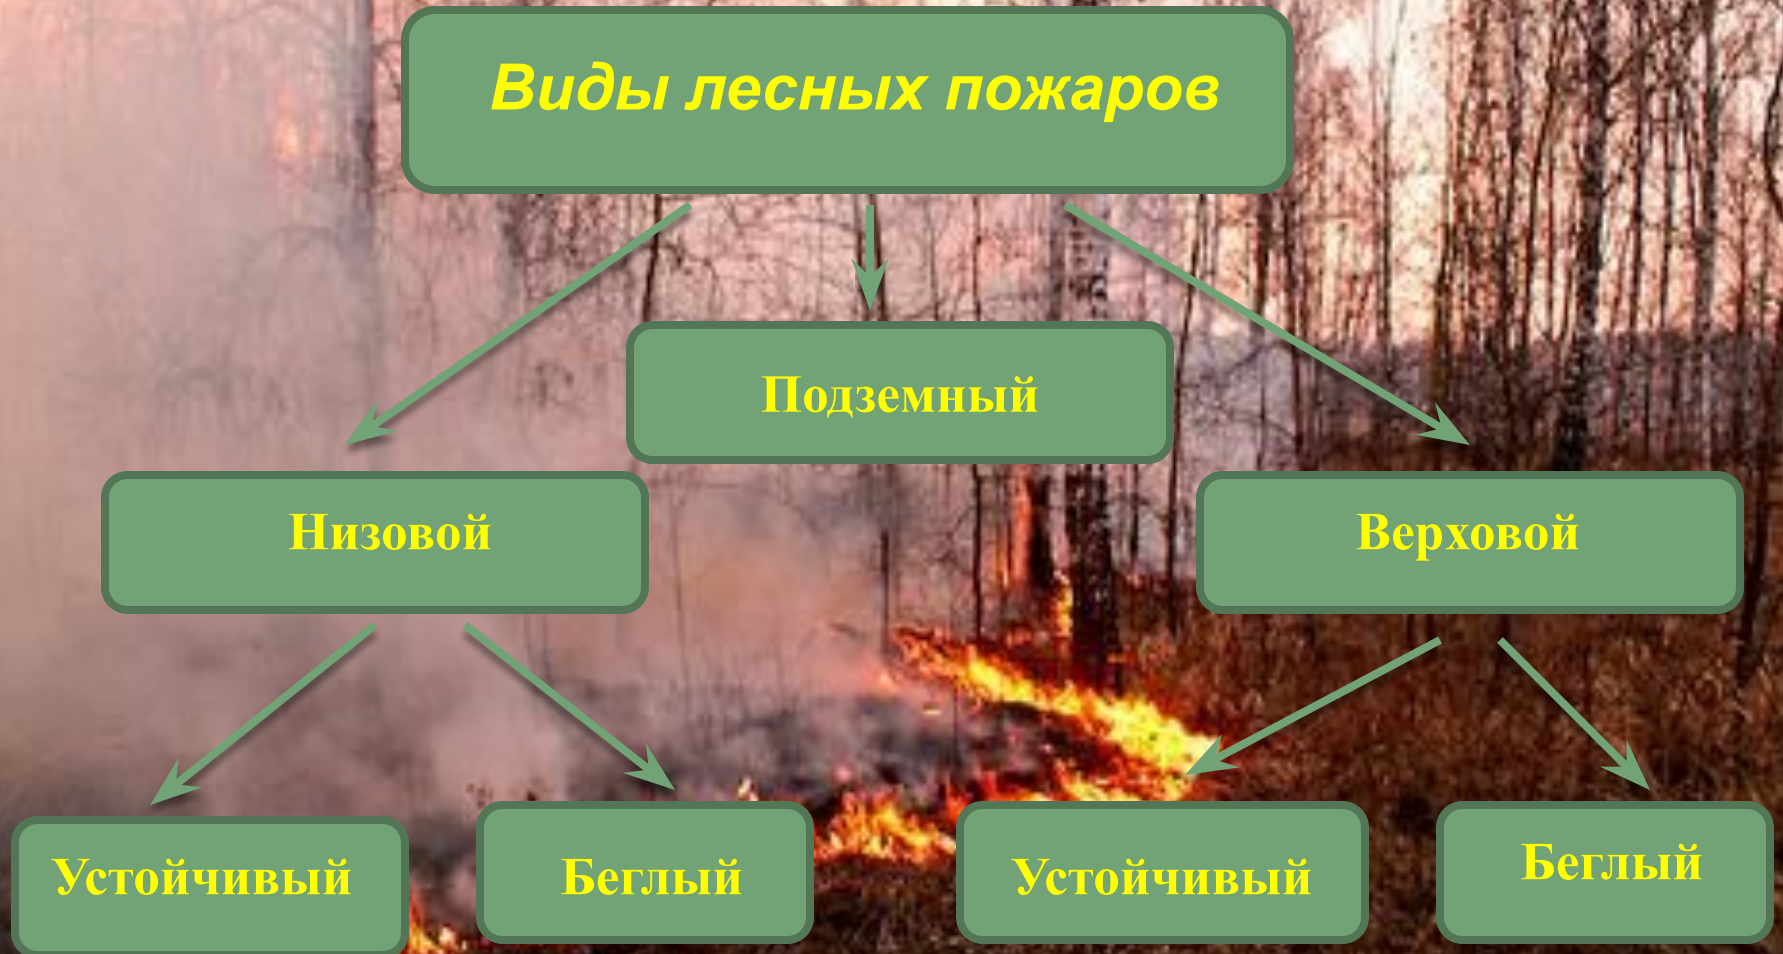 Виды лесных пожаров
Подземный
Низовой
Верховой
Устойчивый
Беглый
Устойчивый
Беглый